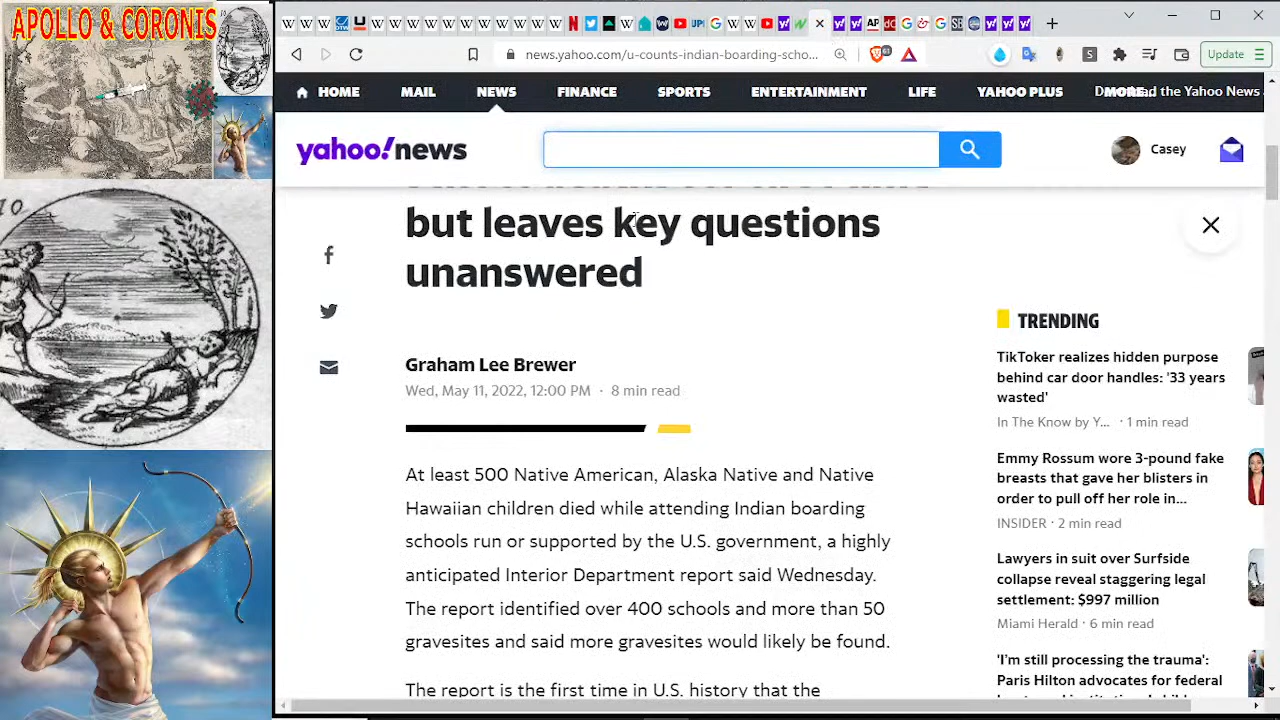 APOLLO & CORONIS
10
news.yahoo.com/u-counts-indian-boarding-scho...
61
Update
HOME
MAIL
NEWS
FINANCE
SPORTS
ENTERTAINMENT
LIFE
YAHOO PLUS
MORE...
the Yahoo News
yahoo!news
Casey
but leaves key questions
unanswered
Graham Lee Brewer
Wed, May 11, 2022, 12:00 PM · 8 min read
At least 500 Native American, Alaska Native and Native
Hawaiian children died while attending Indian boarding
schools run or supported by the U.S. government, a highly
anticipated Interior Department report said Wednesday.
The report identified over 400 schools and more than 50
gravesites and said more gravesites would likely be found.
The report is the first time in U.S. history that the
TRENDING
TikToker realizes hidden purpose
behind car door handles: '33 years
wasted'
In The Know by Y... · 1 min read
Emmy Rossum wore 3-pound fake
breasts that gave her blisters in
order to pull off her role in...
INSIDER · 2 min read
Lawyers in suit over Surfside
collapse reveal staggering legal
settlement: $997 million
Miami Herald · 6 min read
'I'm still processing the trauma':
Paris Hilton advocates for federal